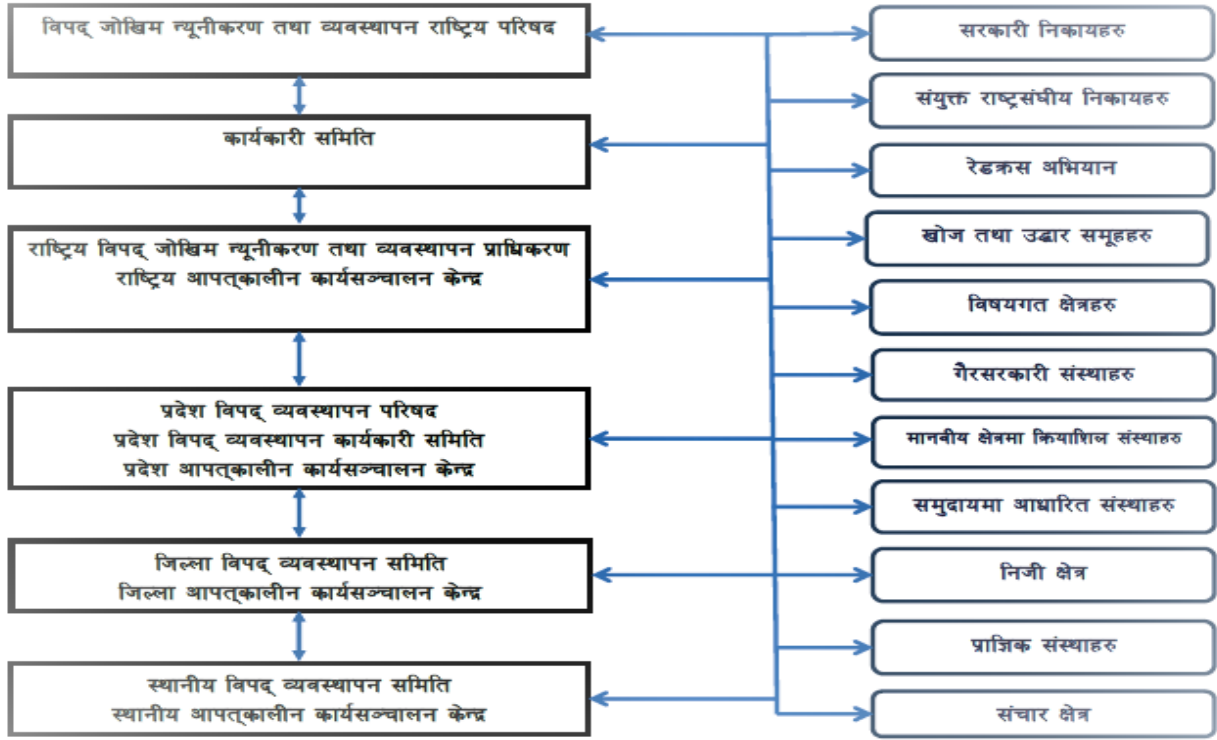 विपद् जोखिम न्यूनीकरण तथा व्यवस्थापन राष्ट्रिय परिषद
कार्यकारी समिति
राष्ट्रिय विपद् जोखिम न्यूनीकरण तथा व्यवस्थापन प्राधिकरण
राष्ट्रिय आपत्कालीन कार्यसञ्चालन केन्द्र
प्रदेश विपद् व्यवस्थापन परिषद
प्रदेश विपद् व्यवस्थापन कार्यकारी समिति
प्रदेश आपत्कालीन कार्यसञ्चालन केन्द्र
जिल्ला विपद् व्यवस्थापन समिति
जिल्ला आपत्कालीन कार्यसञ्चालन केन्द्र
स्थानीय विपद् व्यवस्थापन समिति
स्थानीय आपत्कालीन कार्यसञ्चालन केन्द्र
सरकारी निकायहरु
संयुक्त राष्ट्रसंघीय निकायहरु
रेडक्रस अभियान
खोज तथा उद्धार समूहहरु
विषयगत क्षेत्रहरु
गैरसरकारी संस्थाहरु
मानवीय क्षेत्रमा क्रियाशिल संस्थाहरु
समुदायमा आधारित संस्थाहरु
निजी क्षेत्र
प्राज्ञिक संस्थाहरु
संचार क्षेत्र